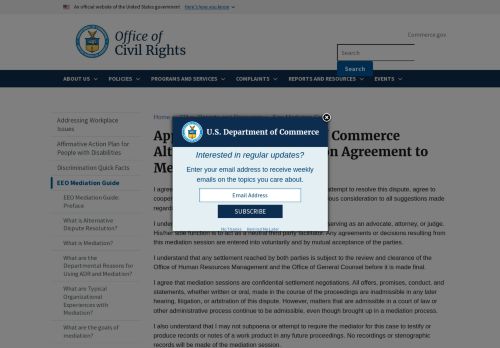 An official website of the United States government Here's how you know
Office of
Civil Rights
Commerce.gov
Search
Search
ABOUT US
POLICIES
PROGRAMS AND SERVICES
COMPLAINTS
REPORTS AND RESOURCES
EVENTS
Addressing Workplace
Issues
Affirmative Action Plan for
People with Disabilities
Discrimination Quick Facts
EEO Mediation Guide
EEO Mediation Guide:
Preface
What is Alternative
Dispute Resolution?
What is Mediation?
What are the
Departmental Reasons for
Using ADR and Mediation?
What are Typical
Organizational Experiences
with Mediation?
What are the goals of
mediation?
Home
Commerce
on Agreement to
U.S. Department of Commerce
Interested in regular updates?
Enter your email address to receive weekly
emails on the topics you care about.
Email Address
SUBSCRIBE
No Thanks
Remind Me Later
attempt to resolve this dispute, agree to
ous consideration to all suggestions made
serving as an advocate, attorney, or judge.
His/her sole function is to act as a neutral third party facilitator. Any agreements or decisions resulting from
this mediation session are entered into voluntarily and by mutual acceptance of the parties.
I understand that any settlement reached by both parties is subject to the review and clearance of the
Office of Human Resources Management and the Office of General Counsel before it is made final.
I agree that mediation sessions are confidential settlement negotiations. All offers, promises, conduct, and
statements, whether written or oral, made in the course of the proceedings are inadmissible in any later
hearing, litigation, or arbitration of this dispute. However, matters that are admissible in a court of law or
other administrative process continue to be admissible, even though brought up in a mediation process.
I also understand that I may not subpoena or attempt to require the mediator for this case to testify or
produce records or notes of a work product in any future proceedings. No recordings or stenographic
records will be made of the mediation session.